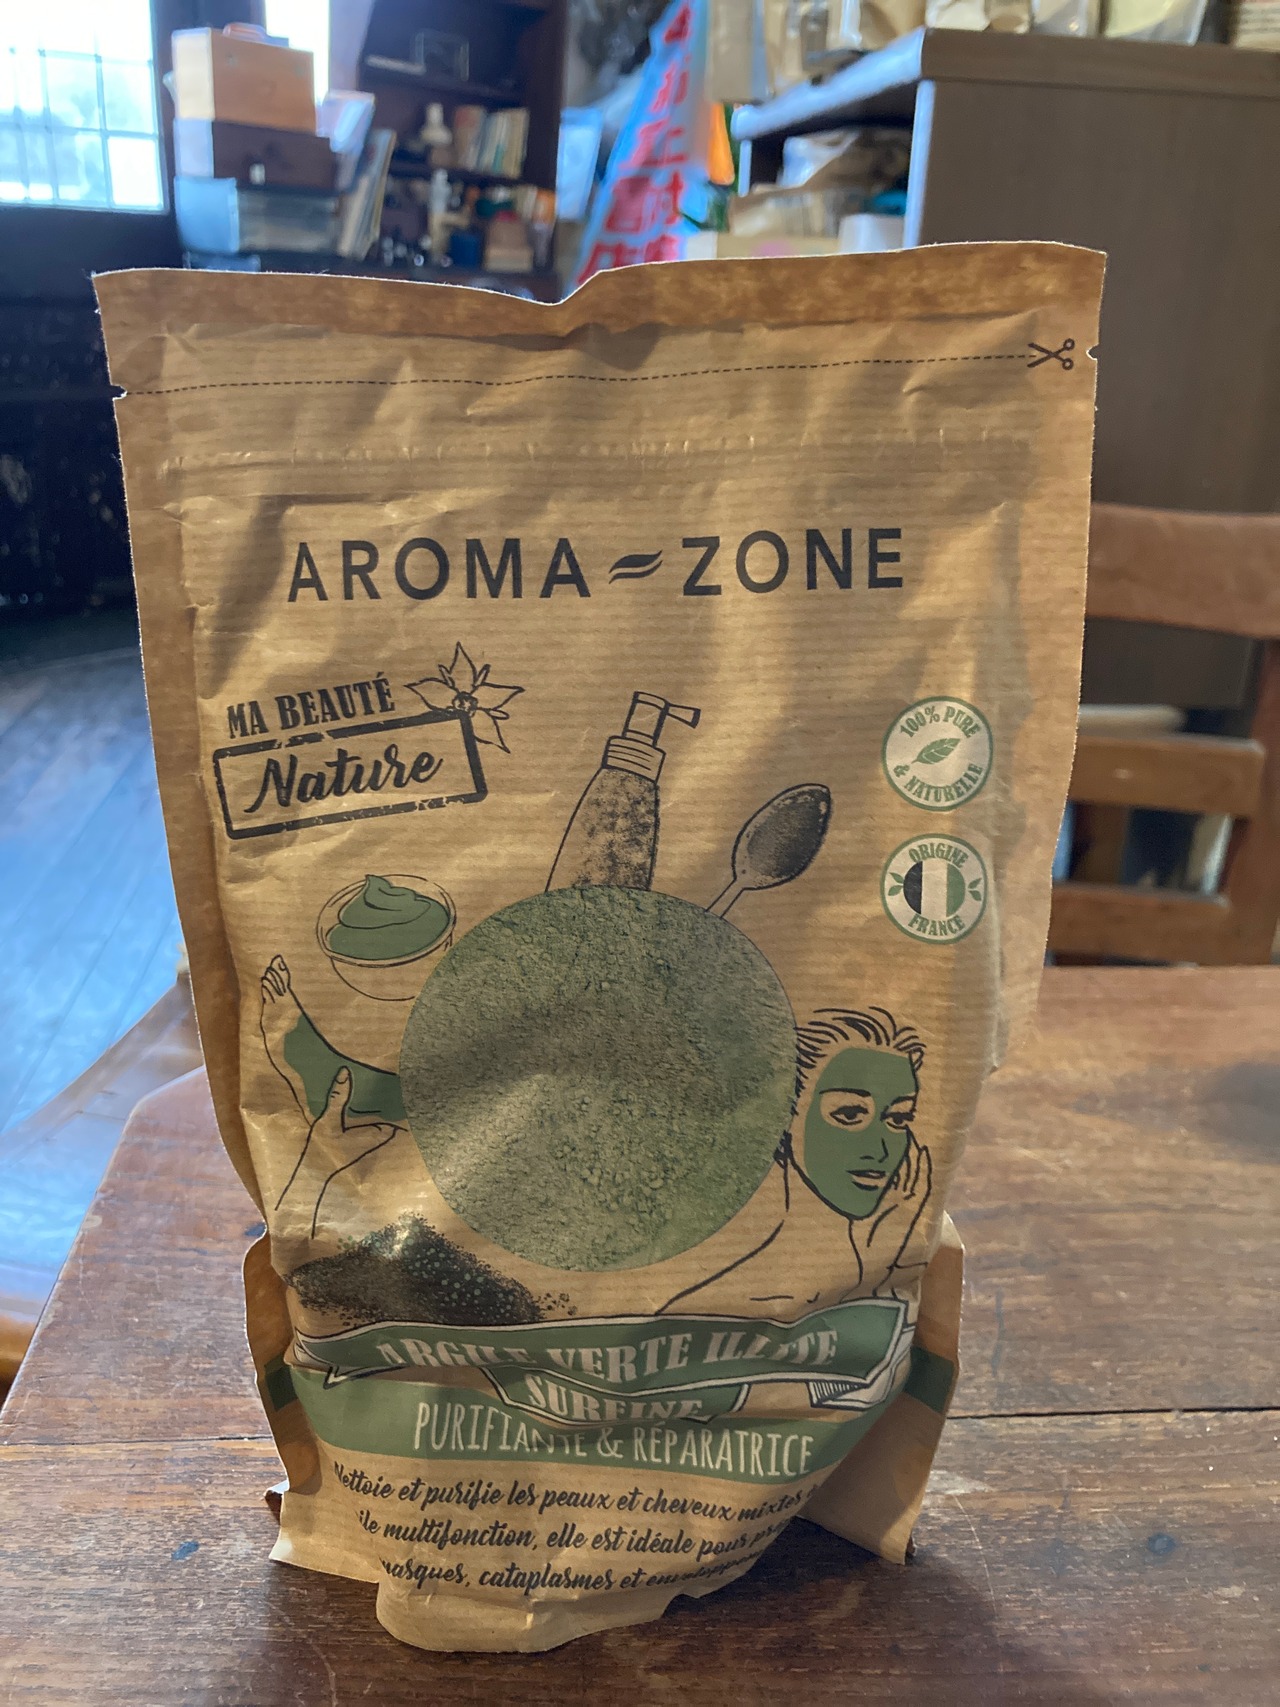 AROMA ZONE
MA BEAUTÉ
Nature
100% PURE
& NATURELLE
ORIGINE
FRANCE
ARGILE VERTE ILLITE
SURFINE
PURIFIANTE & RÉPARATRICE
Nettoie et purifie les peaux et cheveux mixtes
multifonction, elle est idéale pour
masques, cataplasmes et